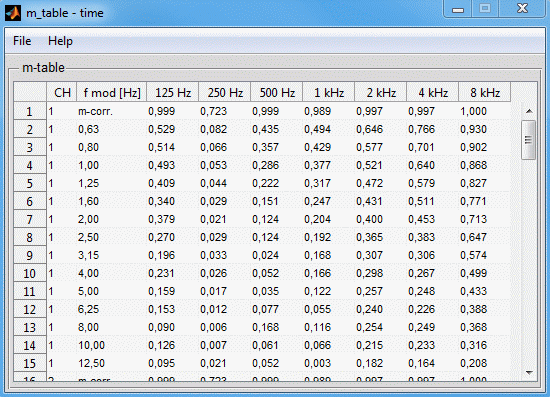 m_table - time
File Help
m-table
CH f mod [Hz] 125 Hz 250 Hz 500 Hz 1 kHz 2 kHz 4 kHz 8 kHz
1 1 m-corr. 0,999 0,723 0,999 0,989 0,997 0,997 1,000
2 1 0,63 0,529 0,082 0,435 0,494 0,646 0,766 0,930
3 1 0,80 0,514 0,066 0,357 0,429 0,577 0,701 0,902
4 1 1,00 0,493 0,053 0,286 0,377 0,521 0,640 0,868
5 1 1,25 0,409 0,044 0,222 0,317 0,472 0,579 0,827
6 1 1,60 0,340 0,029 0,151 0,247 0,431 0,511 0,771
7 1 2,00 0,379 0,021 0,124 0,204 0,400 0,453 0,713
8 1 2,50 0,270 0,029 0,124 0,192 0,365 0,383 0,647
9 1 3,15 0,196 0,033 0,024 0,168 0,307 0,306 0,574
10 1 4,00 0,231 0,026 0,052 0,166 0,298 0,267 0,499
11 1 5,00 0,159 0,017 0,035 0,122 0,257 0,248 0,433
12 1 6,25 0,153 0,012 0,077 0,055 0,240 0,226 0,388
13 1 8,00 0,090 0,006 0,168 0,116 0,254 0,249 0,368
14 1 10,00 0,126 0,007 0,061 0,066 0,215 0,233 0,316
15 1 12,50 0,095 0,021 0,052 0,003 0,182 0,164 0,208
16 2 m-corr. 0,999 0,723 0,999 0,989 0,997 0,997 1,000